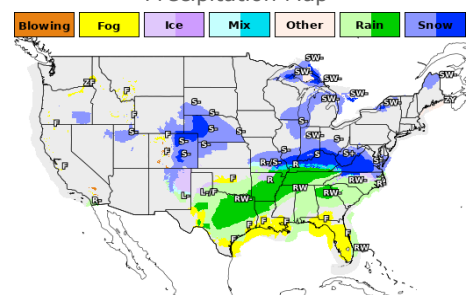 Precipitation Map
Blowing Fog Ice Mix Other Rain Snow
SW-
SW- SW-
ZF F SW- SW- SW-
F S- ZY
F S- S- S- S- SW- S-
F F S- S- S- S S+ S
F F R-/S- R
F R RW- R-
R- L- L-F RW- RW RW-
F F F F F
F RW